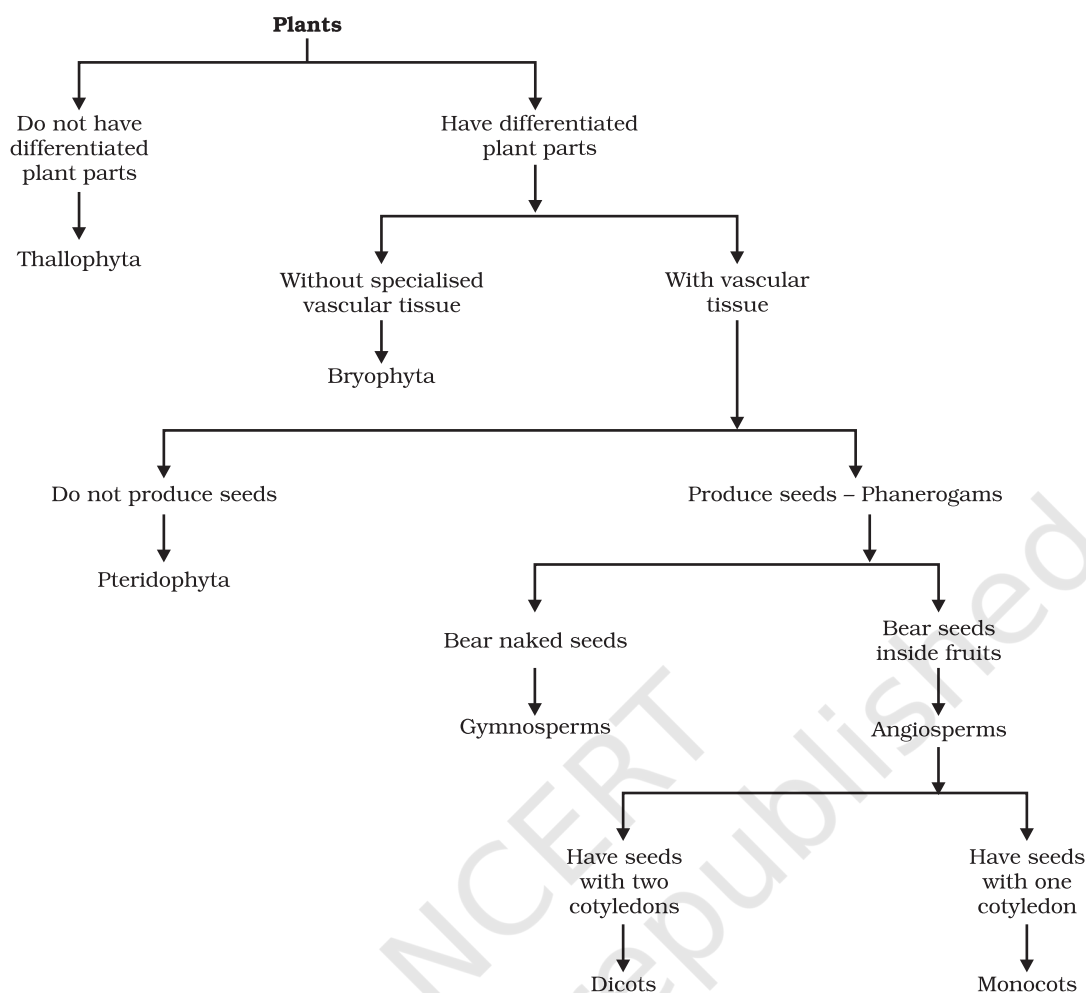 Plants
Do not have
differentiated
plant parts
Have differentiated
plant parts
Thallophyta
Without specialised
vascular tissue
With vascular
tissue
Bryophyta
Do not produce seeds
Produce seeds – Phanerogams
Pteridophyta
Bear naked seeds
Bear seeds
inside fruits
Gymnosperms
Angiosperms
Have seeds
with two
cotyledons
Have seeds
with one
cotyledon
Dicots
Monocots
NCERT
republished